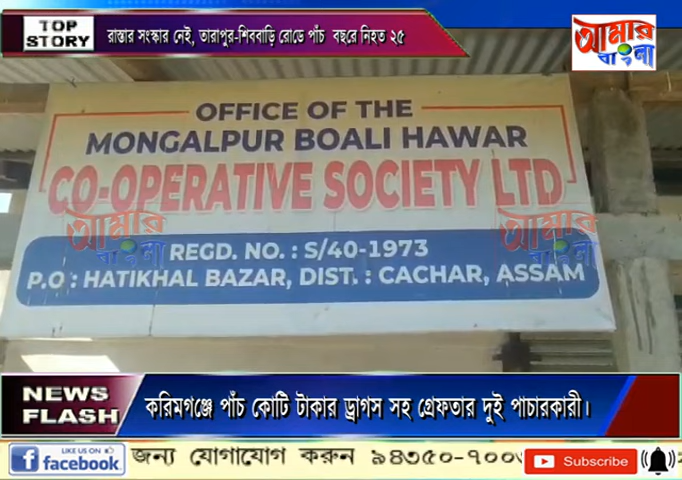 TOP
STORY
রাস্তার সংস্কার নেই, তারাপুর-শিববাড়ি রোডে পাঁচ বছরে নিহত ২৫
আমার
বাংলা
OFFICE OF THE
MONGALPUR BOALI HAWAR
CO-OPERATIVE SOCIETY LTD
আমার
বাংলা
আমার
বাংলা
REGD. NO. : S/40-1973
P.O : HATIKHAL BAZAR, DIST. : CACHAR, ASSAM
NEWS
FLASH
করিমগঞ্জে পাঁচ কোটি টাকার ড্রাগস সহ গ্রেফতার দুই পাচারকারী।
LIKE US ON
facebook
জন্য যোগাযোগ করুন ৯৪৩৫০-৭০০
Subscribe